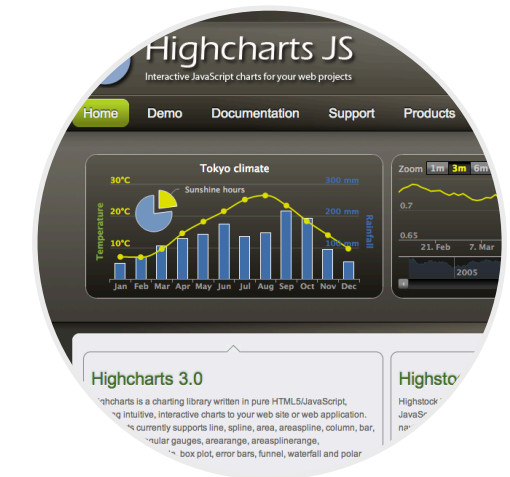 Highcharts JS
Interactive JavaScript charts for your web projects
Home Demo Documentation Support Products
Tokyo climate
30°C 300 mm
Sunshine hours
20°C 200 mm
10°C 100 mm
Temperature
Rainfall
Jan Feb Mar Apr May Jun Jul Aug Sep Oct Nov Dec
Zoom 1m 3m 6m
0.7
0.65
21. Feb 7. Mar
2005
Highcharts 3.0
Highcharts is a charting library written in pure HTML5/JavaScript,
intuitive, interactive charts to your web site or web application.
currently supports line, spline, area, areaspline, column, bar,
gauges, arearange, areasplinerange,
box plot, error bars, funnel, waterfall and polar
Highstock
JavaSc